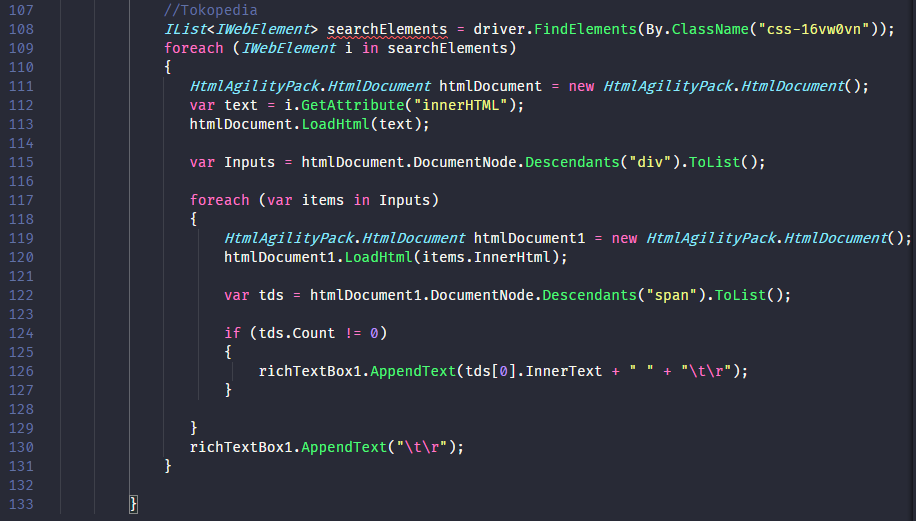 107 //Tokopedia
108 IList<IWebElement> searchElements = driver.FindElements(By.ClassName("css-16vw0vn"));
109 foreach (IWebElement i in searchElements)
110 {
111 HtmlAgilityPack.HtmlDocument htmlDocument = new HtmlAgilityPack.HtmlDocument();
112 var text = i.GetAttribute("innerHTML");
113 htmlDocument.LoadHtml(text);
114
115 var Inputs = htmlDocument.DocumentNode.Descendants("div").ToList();
116
117 foreach (var items in Inputs)
118 {
119 HtmlAgilityPack.HtmlDocument htmlDocument1 = new HtmlAgilityPack.HtmlDocument();
120 htmlDocument1.LoadHtml(items.InnerHtml);
121
122 var tds = htmlDocument1.DocumentNode.Descendants("span").ToList();
123
124 if (tds.Count != 0)
125 {
126 richTextBox1.AppendText(tds[0].InnerText + " " + "\t\r");
127 }
128
129 }
130 richTextBox1.AppendText("\t\r");
131 }
132
133 }